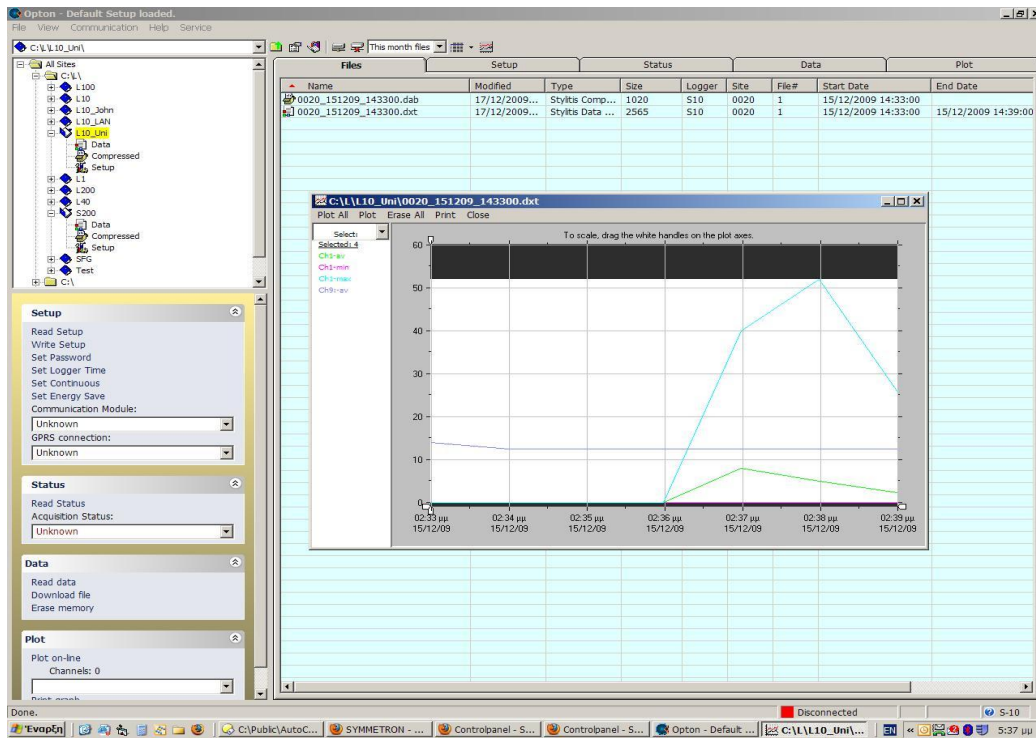 Opton - Default Setup loaded.
File View Communication Help Service
C:\L\L10_Uni\ This month files
All Sites
C:\L\
L100
L10
L10_John
L10_LAN
L10_Uni
Data
Compressed
Setup
L1
L200
L40
S200
Data
Compressed
Setup
SFG
Test
C:\
Setup
Read Setup
Write Setup
Set Password
Set Logger Time
Set Continuous
Set Energy Save
Communication Module:
Unknown
GPRS connection:
Unknown
Status
Read Status
Acquisition Status:
Unknown
Data
Read data
Download file
Erase memory
Plot
Plot on-line
Channels: 0
Print graph
Files Setup Status Data Plot
Name Modified Type Size Logger Site File# Start Date End Date
0020_151209_143300.dab 17/12/2009... Stylitis Comp... 1020 S10 0020 1 15/12/2009 14:33:00
0020_151209_143300.dxt 17/12/2009... Stylitis Data ... 2565 S10 0020 1 15/12/2009 14:33:00 15/12/2009 14:39:00
C:\L\L10_Uni\0020_151209_143300.dxt
Plot All Plot Erase All Print Close
Select:
Selected: 4
Ch1-av
Ch1-min
Ch1-max
Ch9:-av
To scale, drag the white handles on the plot axes.
60
50
40
30
20
10
0
02:33 μμ 02:34 μμ 02:35 μμ 02:36 μμ 02:37 μμ 02:38 μμ 02:39 μμ
15/12/09 15/12/09 15/12/09 15/12/09 15/12/09 15/12/09 15/12/09
Done. Disconnected S-10
Έναρξη C:\Public\AutoC... SYMMETRON - ... Controlpanel - S... Controlpanel - S... Opton - Default ... C:\L\L10_Uni\... EN « 5:37 μμ